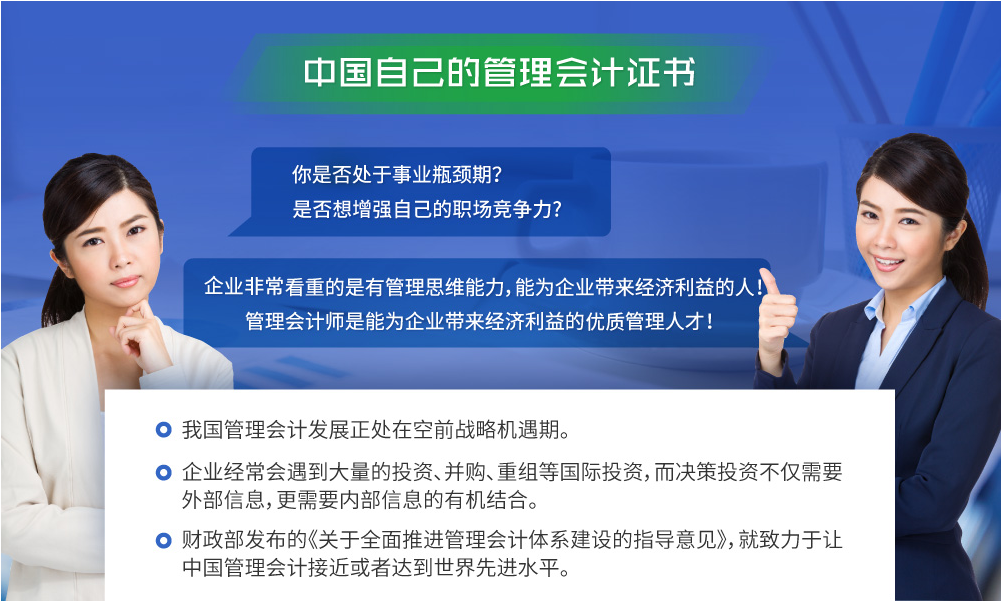 中国自己的管理会计证书
你是否处于事业瓶颈期？
是否想增强自己的职场竞争力？
企业非常看重的是有管理思维能力，能为企业带来经济利益的人！
管理会计师是能为企业带来经济利益的优质管理人才！
我国管理会计发展正处在空前战略机遇期。
企业经常会遇到大量的投资、并购、重组等国际投资，而决策投资不仅需要
外部信息，更需要内部信息的有机结合。
财政部发布的《关于全面推进管理会计体系建设的指导意见》，就致力于让
中国管理会计接近或者达到世界先进水平。